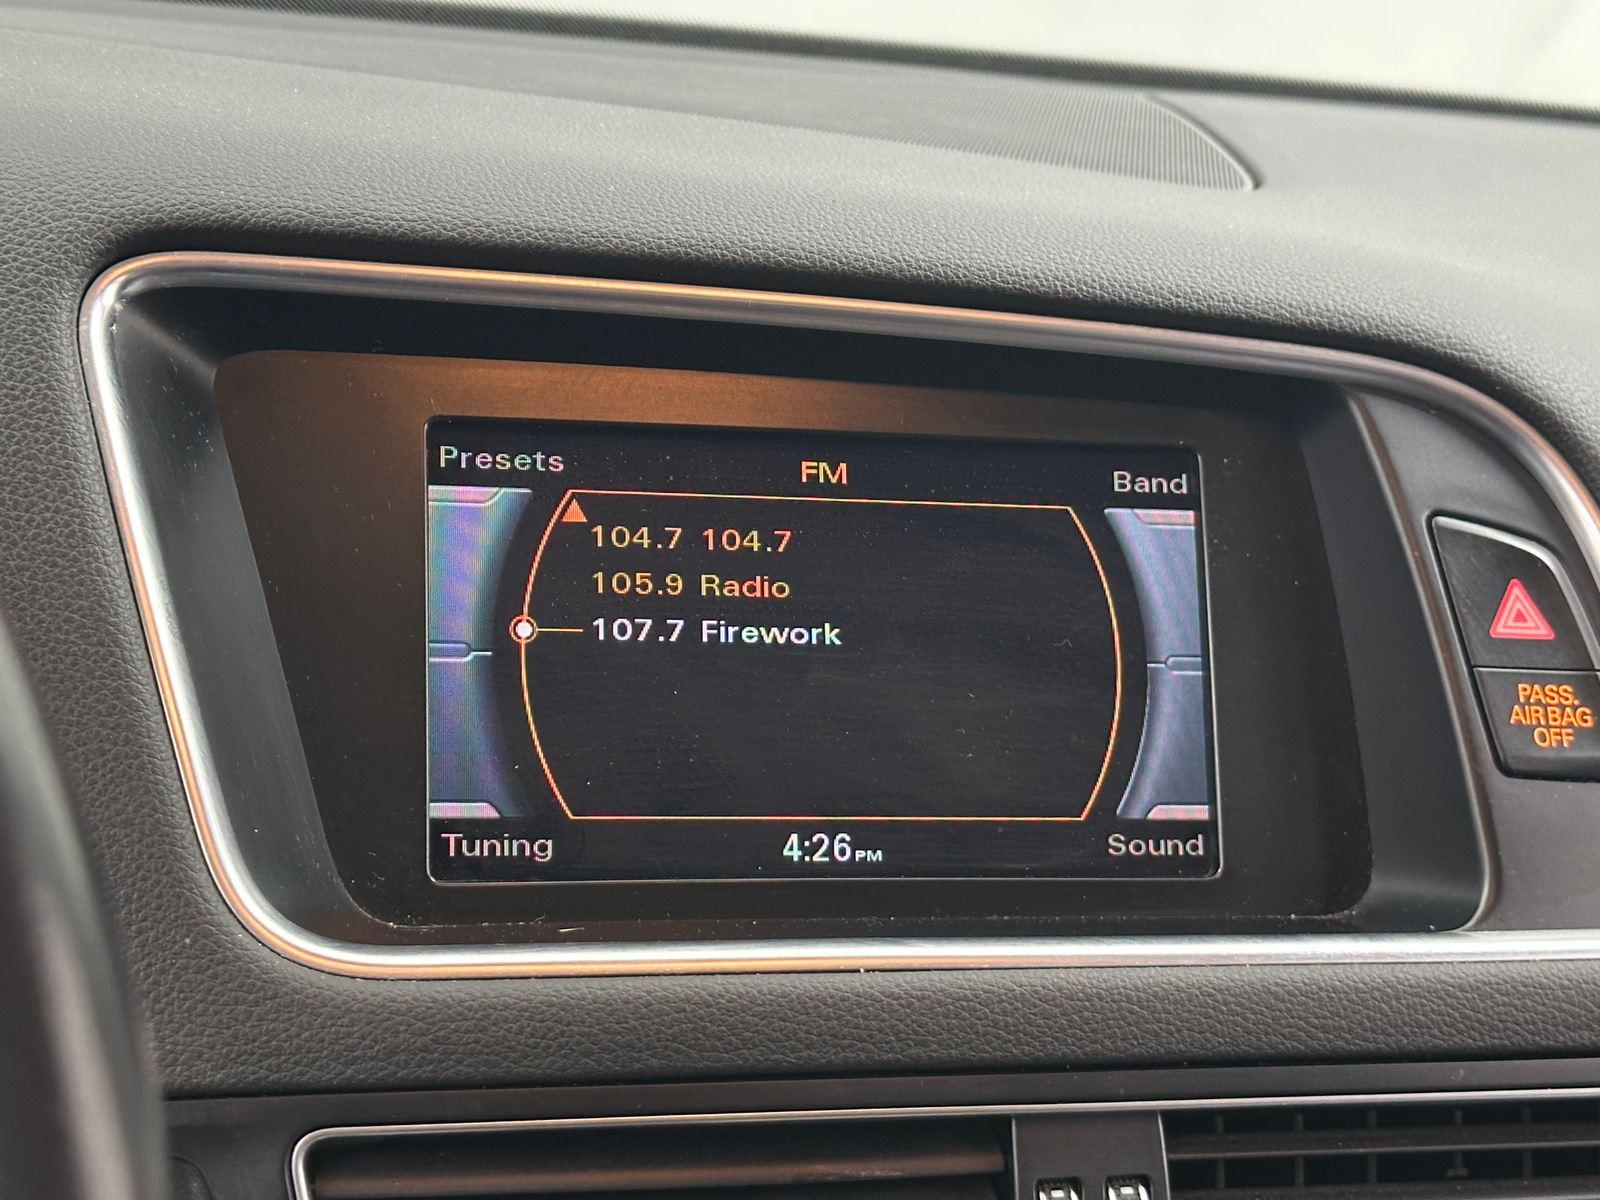 Presets
FM
Band
104.7 104.7
105.9 Radio
107.7 Firework
Tuning
4:26PM
Sound
PASS.
AIR BAG
OFF